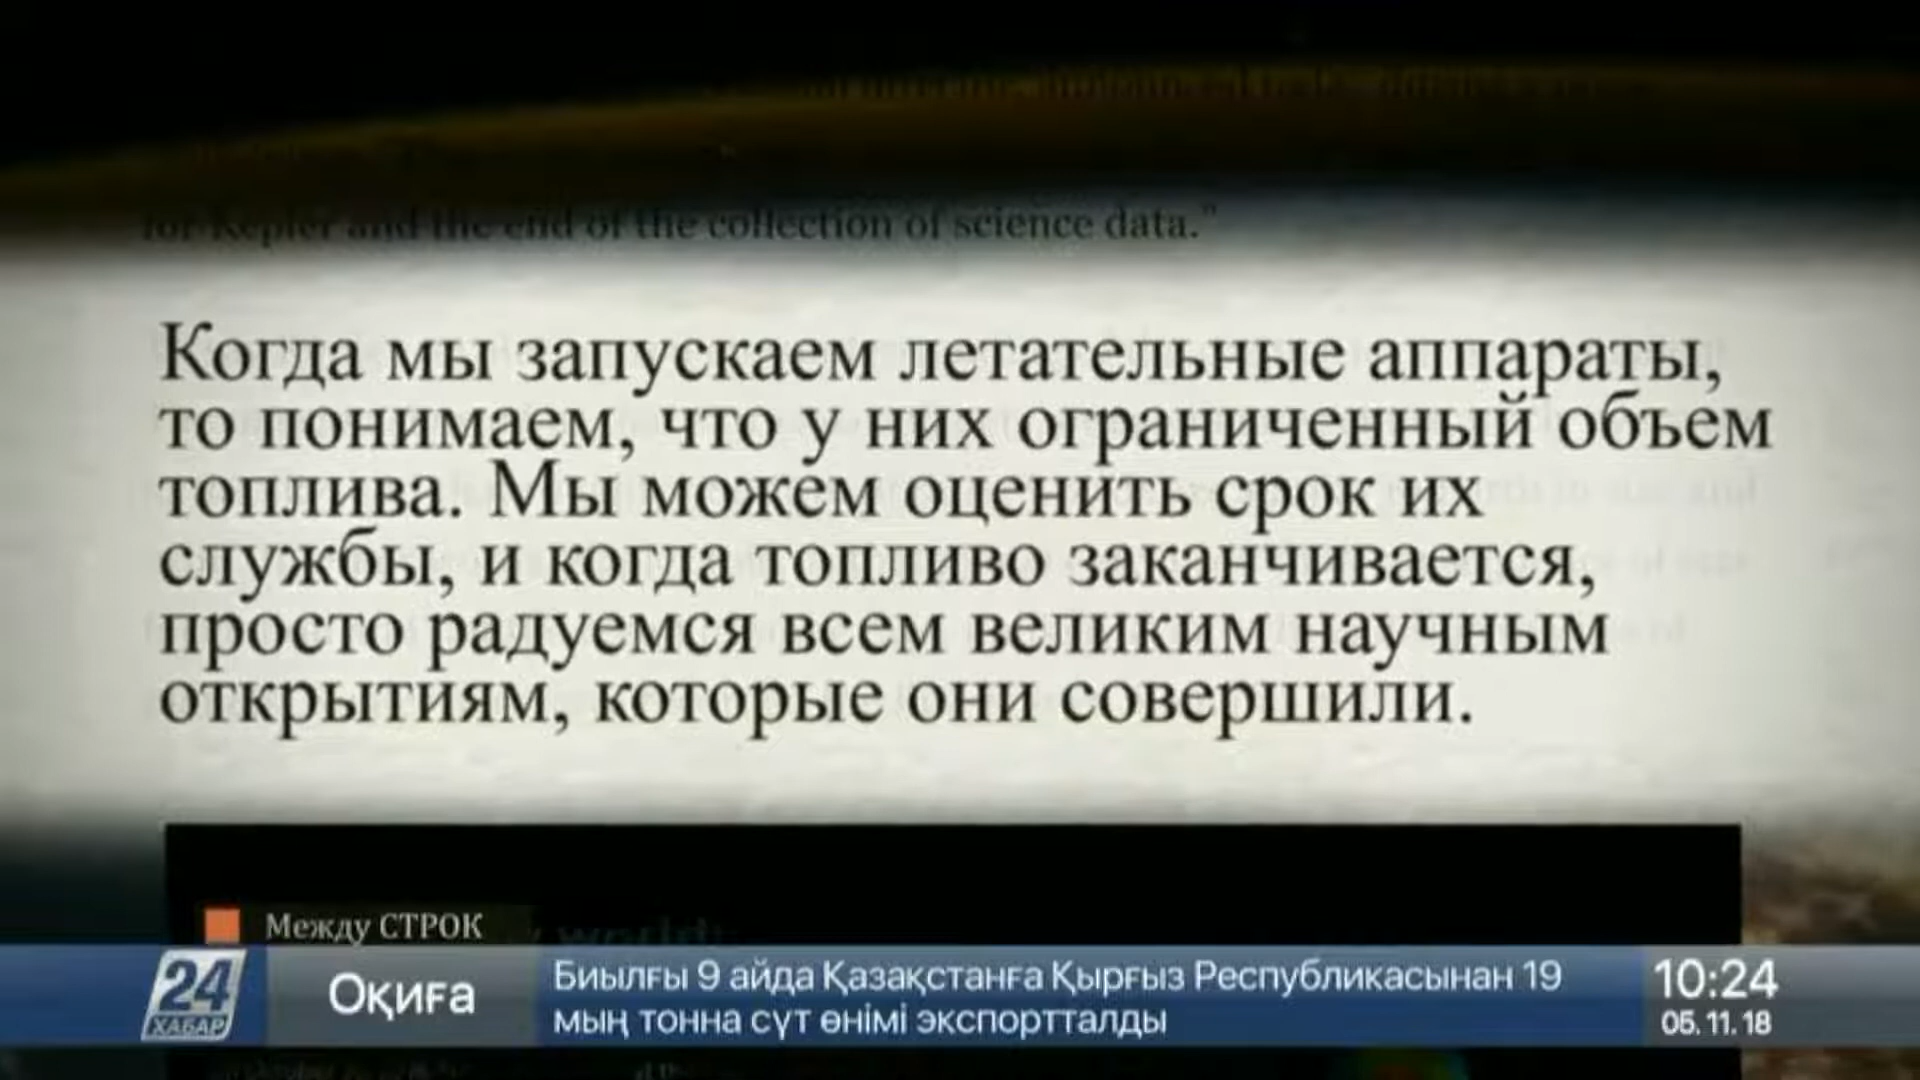 for Kepler and the end of the collection of science data."
Когда мы запускаем летательные аппараты,
то понимаем, что у них ограниченный объем
топлива. Мы можем оценить срок их
службы, и когда топливо заканчивается,
просто радуемся всем великим научным
открытиям, которые они совершили.
Между СТРОК
world:
24
ХАБАР
Оқиға
Биылғы 9 айда Қазақстанға Қырғыз Республикасынан 19
мың тонна сүт өнімі экспортталды
10:24
05.11.18